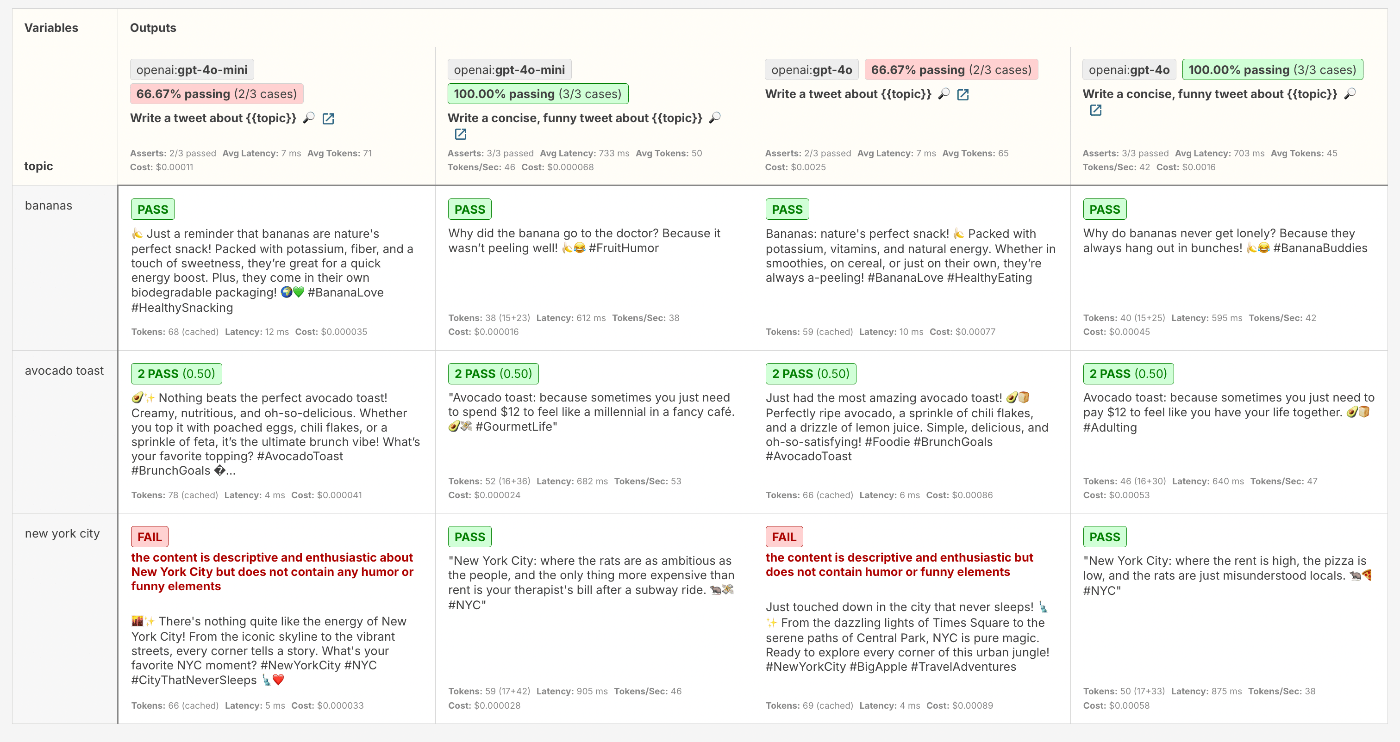 Variables
Outputs
openai:gpt-4o-mini
66.67% passing (2/3 cases)
Write a tweet about {{topic}} 🔎
Asserts: 2/3 passed Avg Latency: 7 ms Avg Tokens: 71
Cost: $0.00011
openai:gpt-4o-mini
100.00% passing (3/3 cases)
Write a concise, funny tweet about {{topic}} 🔎
Asserts: 3/3 passed Avg Latency: 733 ms Avg Tokens: 50
Tokens/Sec: 46 Cost: $0.000068
openai:gpt-4o 66.67% passing (2/3 cases)
Write a tweet about {{topic}} 🔎
Asserts: 2/3 passed Avg Latency: 7 ms Avg Tokens: 65
Cost: $0.0025
openai:gpt-4o 100.00% passing (3/3 cases)
Write a concise, funny tweet about {{topic}} 🔎
Asserts: 3/3 passed Avg Latency: 703 ms Avg Tokens: 45
Tokens/Sec: 42 Cost: $0.0016
topic
bananas
PASS
🍌 Just a reminder that bananas are nature's
perfect snack! Packed with potassium, fiber, and a
touch of sweetness, they're great for a quick
energy boost. Plus, they come in their own
biodegradable packaging! 🌍💚 #BananaLove
#HealthySnacking
Tokens: 68 (cached) Latency: 12 ms Cost: $0.000035
PASS
Why did the banana go to the doctor? Because it
wasn't peeling well! 🍌😂 #FruitHumor
Tokens: 38 (15+23) Latency: 612 ms Tokens/Sec: 38
Cost: $0.000016
PASS
Bananas: nature's perfect snack! 🍌 Packed with
potassium, vitamins, and natural energy. Whether in
smoothies, on cereal, or just on their own, they're
always a-peeling! #BananaLove #HealthyEating
Tokens: 59 (cached) Latency: 10 ms Cost: $0.00077
PASS
Why do bananas never get lonely? Because they
always hang out in bunches! 🍌😂 #BananaBuddies
Tokens: 40 (15+25) Latency: 595 ms Tokens/Sec: 42
Cost: $0.00045
avocado toast
2 PASS (0.50)
🥑✨ Nothing beats the perfect avocado toast!
Creamy, nutritious, and oh-so-delicious. Whether
you top it with poached eggs, chili flakes, or a
sprinkle of feta, it's the ultimate brunch vibe! What's
your favorite topping? #AvocadoToast
#BrunchGoals �...
Tokens: 78 (cached) Latency: 4 ms Cost: $0.000041
2 PASS (0.50)
"Avocado toast: because sometimes you just need
to spend $12 to feel like a millennial in a fancy café.
🥑💸 #GourmetLife"
Tokens: 52 (16+36) Latency: 682 ms Tokens/Sec: 53
Cost: $0.000024
2 PASS (0.50)
Just had the most amazing avocado toast! 🥑🍞
Perfectly ripe avocado, a sprinkle of chili flakes,
and a drizzle of lemon juice. Simple, delicious, and
oh-so-satisfying! #Foodie #BrunchGoals
#AvocadoToast
Tokens: 66 (cached) Latency: 6 ms Cost: $0.00086
2 PASS (0.50)
Avocado toast: because sometimes you just need to
pay $12 to feel like you have your life together. 🥑🍞
#Adulting
Tokens: 46 (16+30) Latency: 640 ms Tokens/Sec: 47
Cost: $0.00053
new york city
FAIL
the content is descriptive and enthusiastic about
New York City but does not contain any humor or
funny elements
🌆✨ There's nothing quite like the energy of New
York City! From the iconic skyline to the vibrant
streets, every corner tells a story. What's your
favorite NYC moment? #NewYorkCity #NYC
#CityThatNeverSleeps 🗽❤️
Tokens: 66 (cached) Latency: 5 ms Cost: $0.000033
PASS
"New York City: where the rats are as ambitious as
the people, and the only thing more expensive than
rent is your therapist's bill after a subway ride. 🐀💸
#NYC"
Tokens: 59 (17+42) Latency: 905 ms Tokens/Sec: 46
Cost: $0.000028
FAIL
the content is descriptive and enthusiastic but
does not contain humor or funny elements
Just touched down in the city that never sleeps! 🗽
✨ From the dazzling lights of Times Square to the
serene paths of Central Park, NYC is pure magic.
Ready to explore every corner of this urban jungle!
#NewYorkCity #BigApple #TravelAdventures
Tokens: 69 (cached) Latency: 4 ms Cost: $0.00089
PASS
"New York City: where the rent is high, the pizza is
low, and the rats are just misunderstood locals. 🐀🍕
#NYC"
Tokens: 50 (17+33) Latency: 875 ms Tokens/Sec: 38
Cost: $0.00058